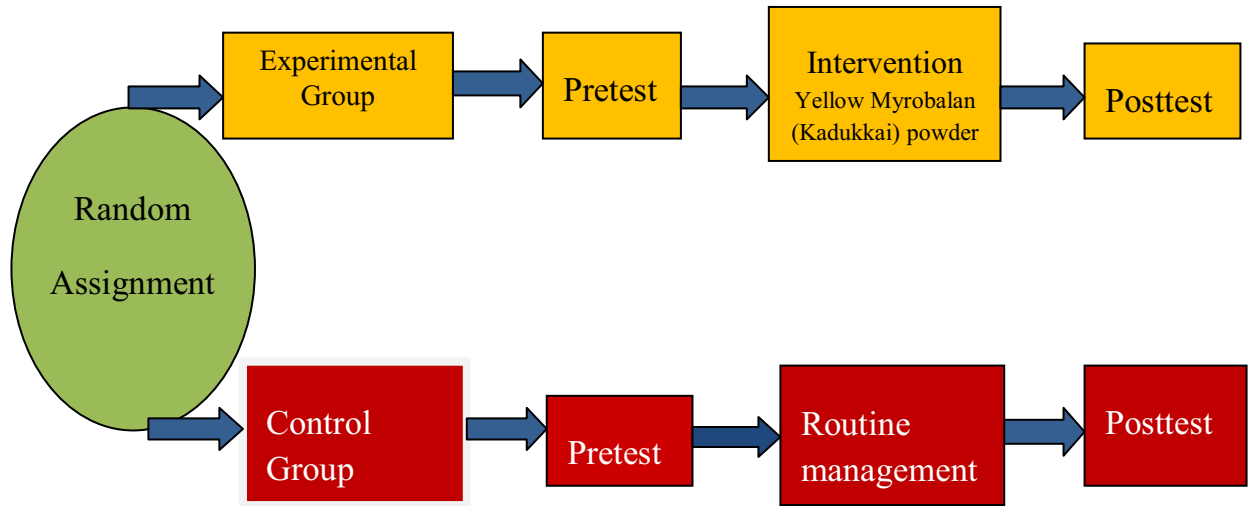 Random
Assignment
Experimental
Group
Pretest
Intervention
Yellow Myrobalan
(Kadukkai) powder
Posttest
Control
Group
Pretest
Routine
management
Posttest